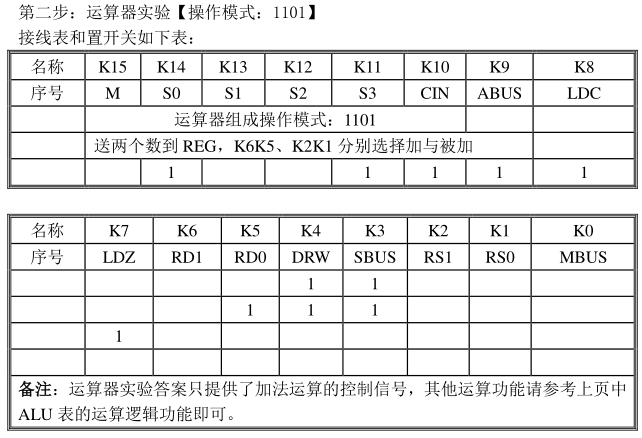 第二步：运算器实验【操作模式：1101】
接线表和置开关如下表：
名称 K15 K14 K13 K12 K11 K10 K9 K8
序号 M S0 S1 S2 S3 CIN ABUS LDC
运算器组成操作模式：1101
送两个数到 REG，K6K5、K2K1 分别选择加与被加
1 1 1 1 1
名称 K7 K6 K5 K4 K3 K2 K1 K0
序号 LDZ RD1 RD0 DRW SBUS RS1 RS0 MBUS
1 1
1 1 1
1
备注：运算器实验答案只提供了加法运算的控制信号，其他运算功能请参考上页中
ALU 表的运算逻辑功能即可。